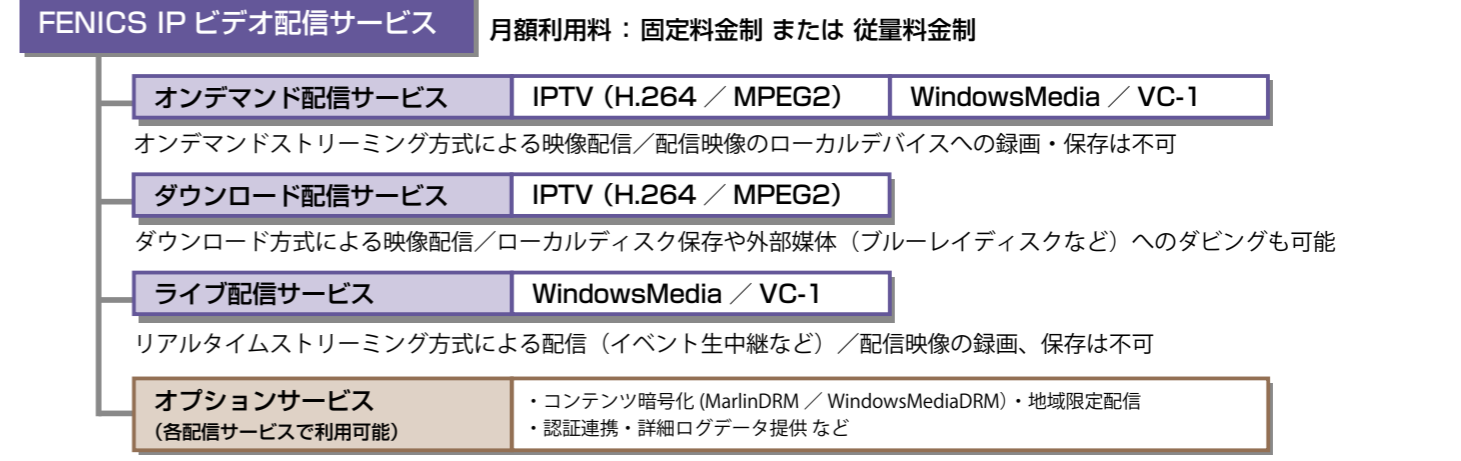 FENICS IP ビデオ配信サービス
月額利用料：固定料金制 または 従量料金制
オンデマンド配信サービス IPTV（H.264 ／ MPEG2） WindowsMedia ／ VC-1
オンデマンドストリーミング方式による映像配信／配信映像のローカルデバイスへの録画・保存は不可
ダウンロード配信サービス IPTV（H.264 ／ MPEG2）
ダウンロード方式による映像配信／ローカルディスク保存や外部媒体（ブルーレイディスクなど）へのダビングも可能
ライブ配信サービス WindowsMedia ／ VC-1
リアルタイムストリーミング方式による配信（イベント生中継など）／配信映像の録画、保存は不可
オプションサービス
（各配信サービスで利用可能）
・コンテンツ暗号化 (MarlinDRM ／ WindowsMediaDRM)・地域限定配信
・認証連携・詳細ログデータ提供 など